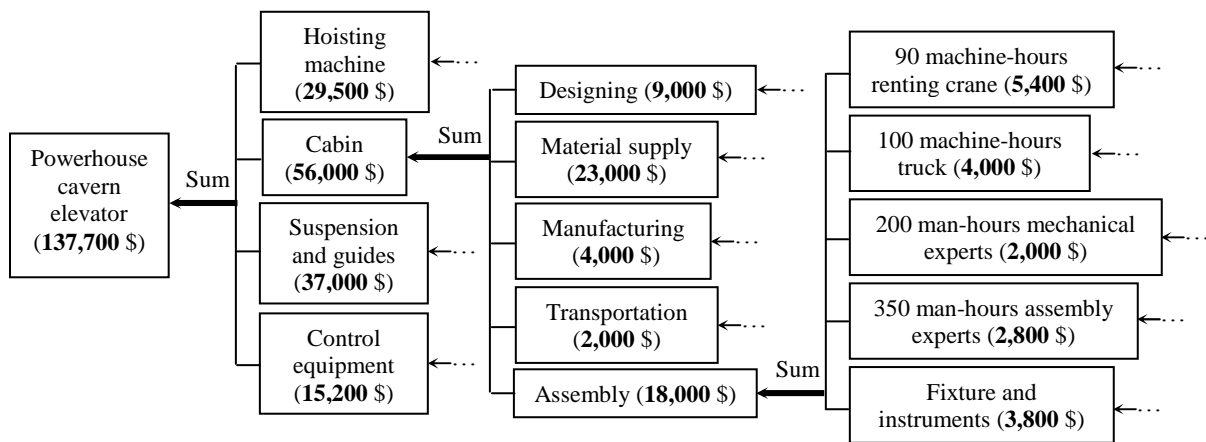 Powerhouse
cavern
elevator
(137,700 $)
Sum
Hoisting
machine
(29,500 $)
...
Cabin
(56,000 $)
Suspension
and guides
(37,000 $)
...
Control
equipment
(15,200 $)
...
Sum
Designing (9,000 $)
...
Material supply
(23,000 $)
...
Manufacturing
(4,000 $)
...
Transportation
(2,000 $)
...
Assembly (18,000 $)
Sum
90 machine-hours
renting crane (5,400 $)
...
100 machine-hours
truck (4,000 $)
...
200 man-hours mechanical
experts (2,000 $)
...
350 man-hours assembly
experts (2,800 $)
...
Fixture and
instruments (3,800 $)
...